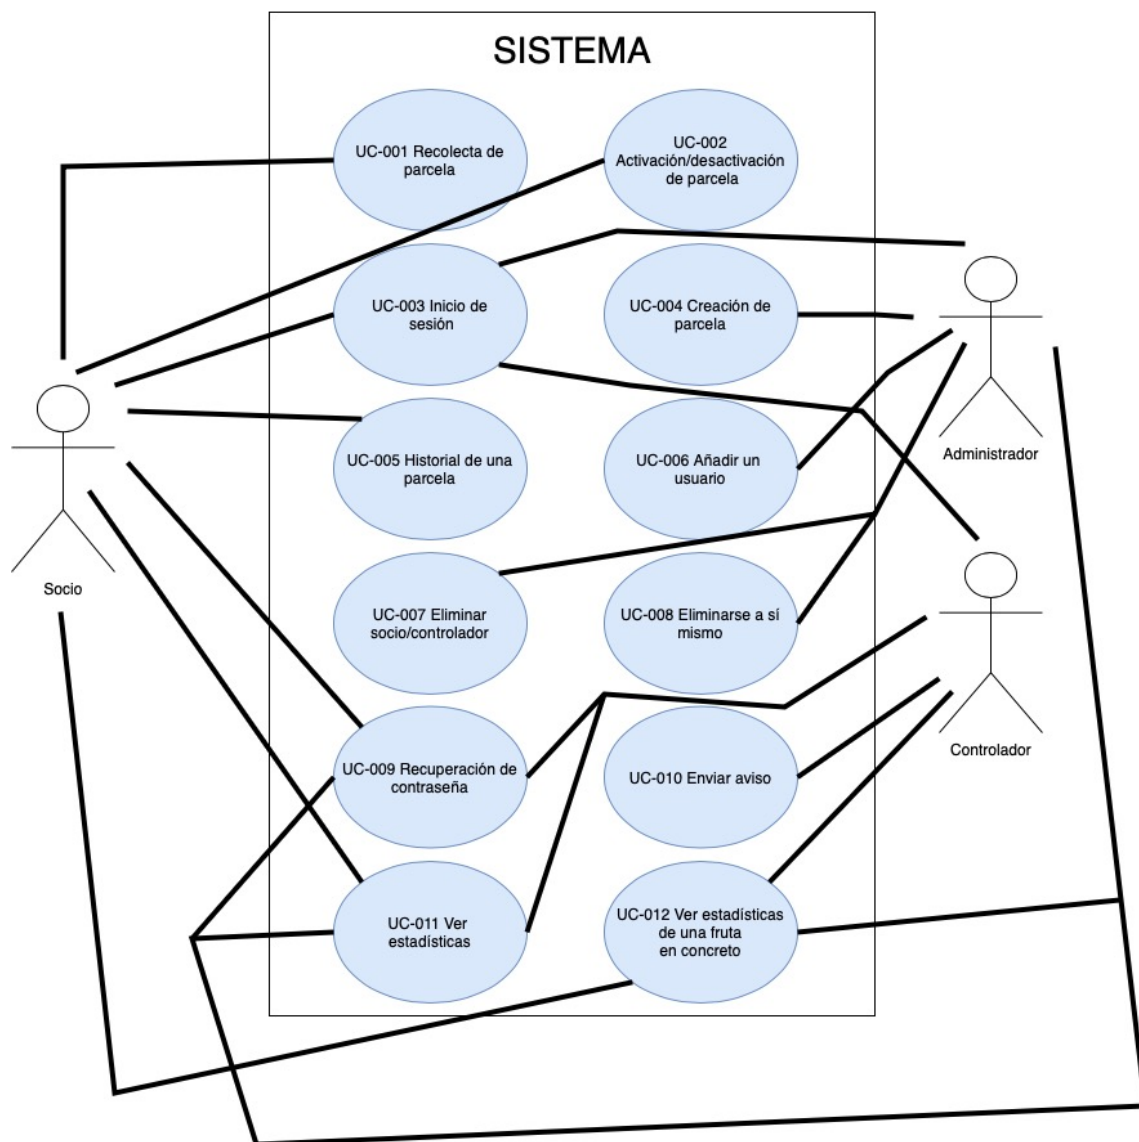 SISTEMA
UC-001 Recolecta de
parcela
UC-002
Activación/desactivación
de parcela
UC-003 Inicio de
sesión
UC-004 Creación de
parcela
UC-005 Historial de una
parcela
UC-006 Añadir un
usuario
Administrador
UC-007 Eliminar
socio/controlador
UC-008 Eliminarse a sí
mismo
Socio
UC-009 Recuperación de
contraseña
UC-010 Enviar aviso
Controlador
UC-011 Ver
estadísticas
UC-012 Ver estadísticas
de una fruta
en concreto